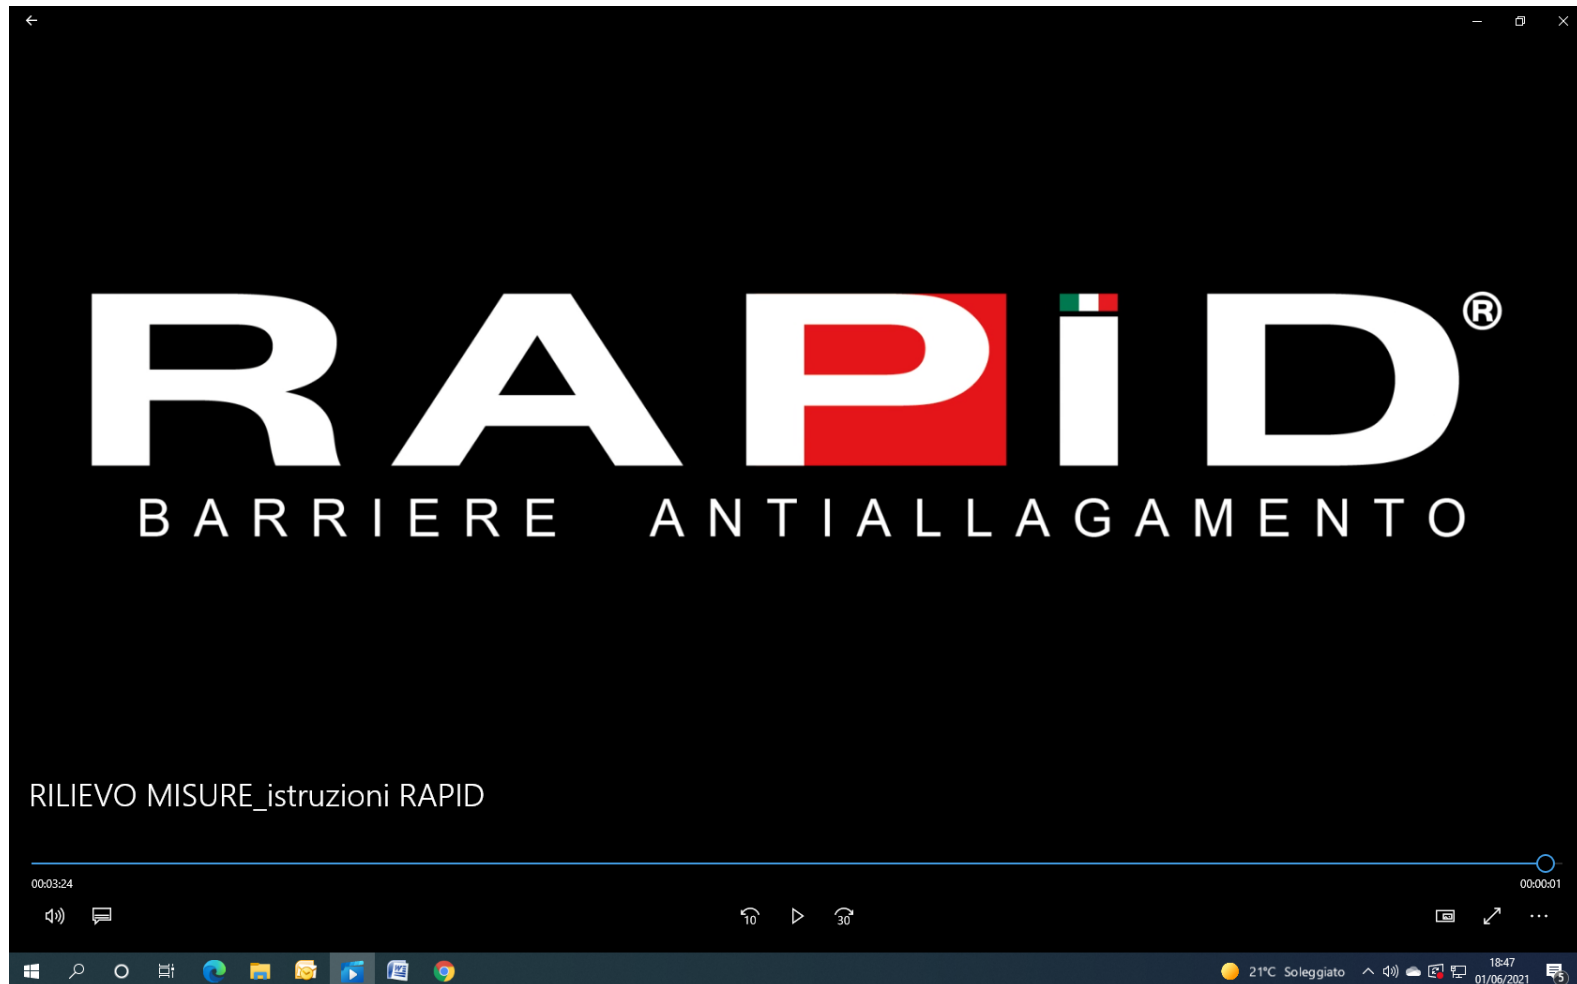 RAPiD®
BARRIERE ANTIALLAGAMENTO
RILIEVO MISURE_istruzioni RAPID
00:03:24
00:00:01
10
30
21°C Soleggiato
18:47
01/06/2021
5